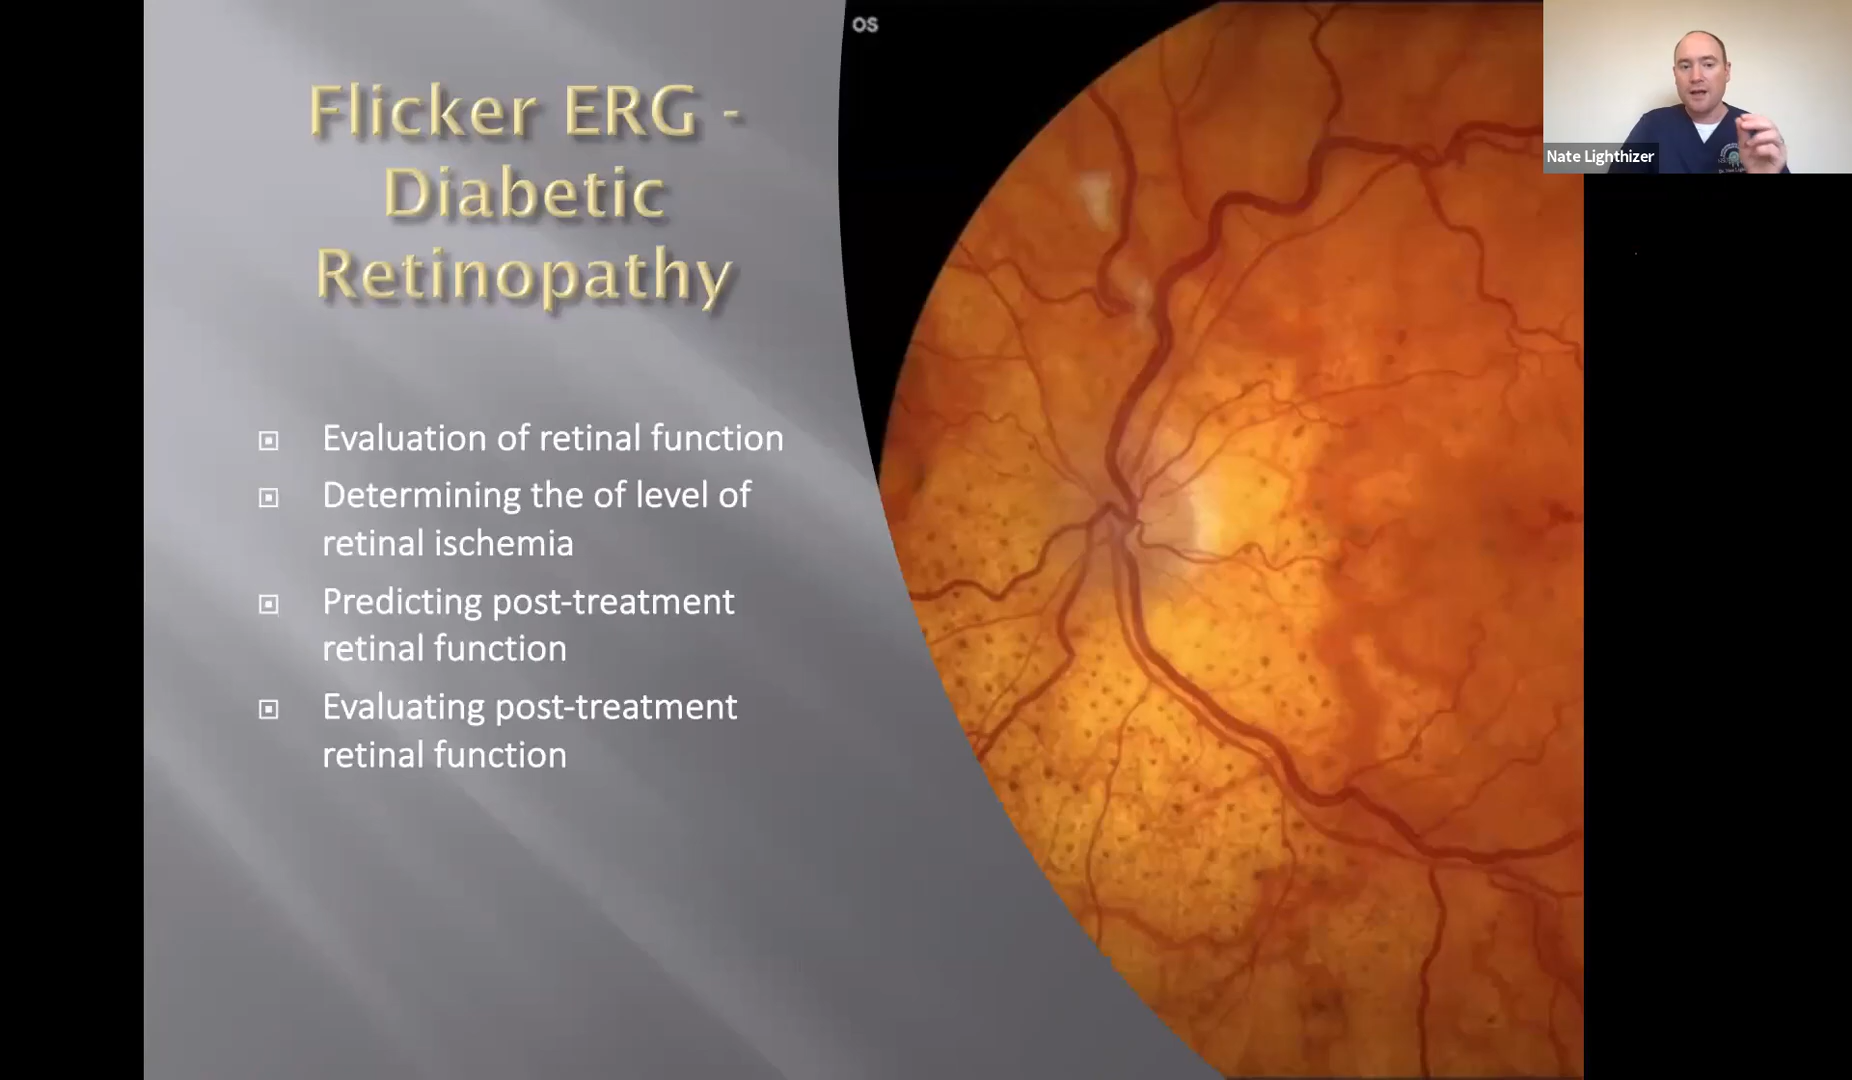 OS
Flicker ERG -
Diabetic
Retinopathy
Nate Lighthizer
Evaluation of retinal function
Determining the of level of
retinal ischemia
Predicting post-treatment
retinal function
Evaluating post-treatment
retinal function